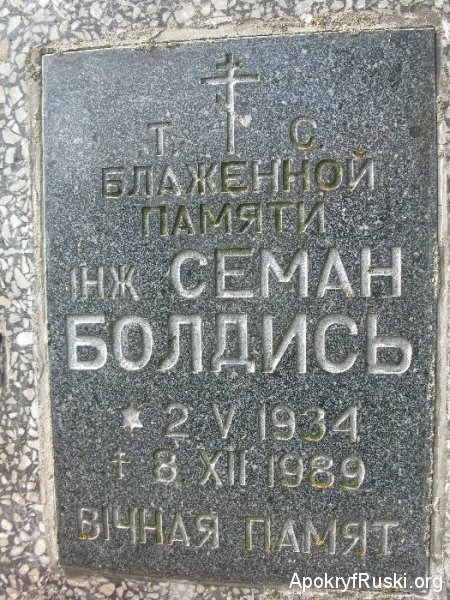 Т. С.
БЛАЖЕННОЙ
ПАМЯТИ
ІНЖ СЕМАН
БОЛДИСЬ
* 2. V. 1934
† 8. XII 1989
ВІЧНАЯ ПАМЯТ
ApokryfRuski.org